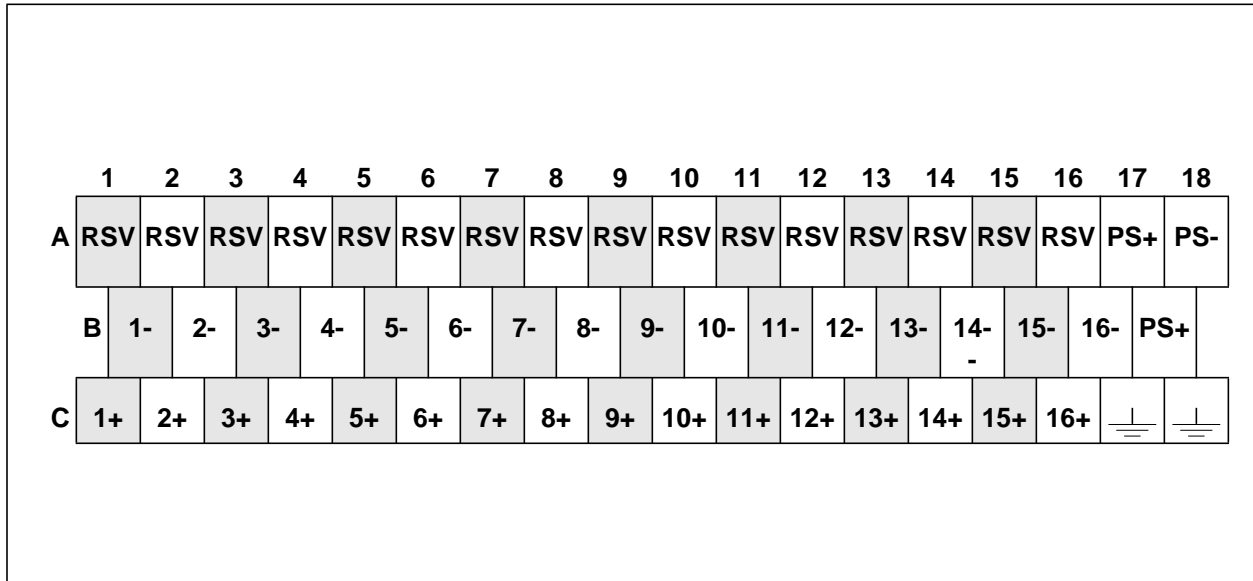 1 2 3 4 5 6 7 8 9 10 11 12 13 14 15 16 17 18
A RSV RSV RSV RSV RSV RSV RSV RSV RSV RSV RSV RSV RSV RSV RSV RSV PS+ PS-
B 1- 2- 3- 4- 5- 6- 7- 8- 9- 10- 11- 12- 13- 14- 15- 16- PS+
-
C 1+ 2+ 3+ 4+ 5+ 6+ 7+ 8+ 9+ 10+ 11+ 12+ 13+ 14+ 15+ 16+